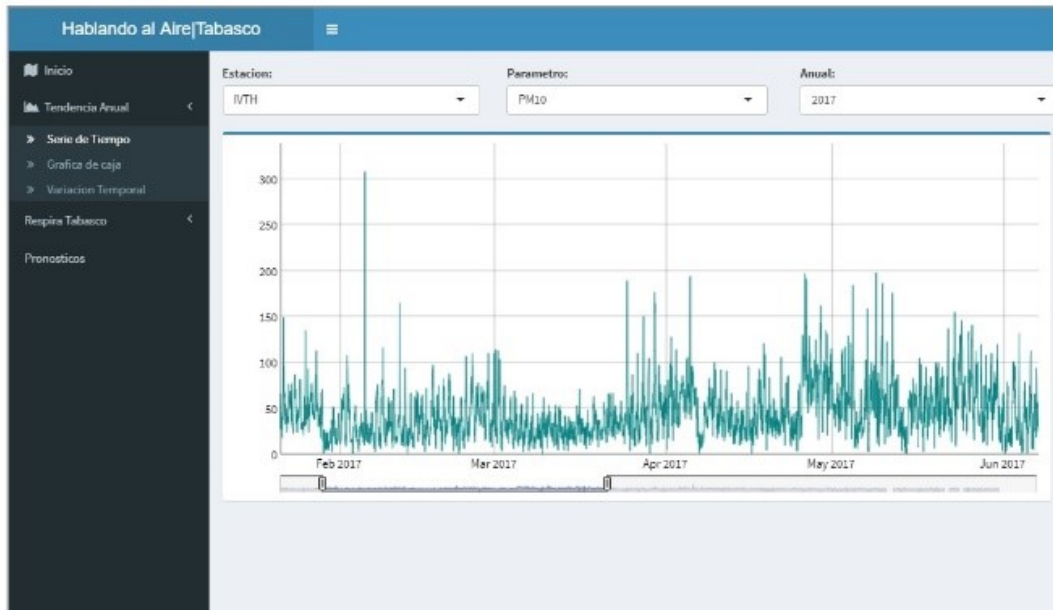 Hablando al Aire|Tabasco
Inicio
Tendencia Anual
Serie de Tiempo
Grafica de caja
Variacion Temporal
Respira Tabasco
Pronosticos
Estacion:
Parametro:
Anual:
IVTH
PM10
2017
300
250
200
150
100
50
0
Feb 2017
Mar 2017
Apr 2017
May 2017
Jun 2017